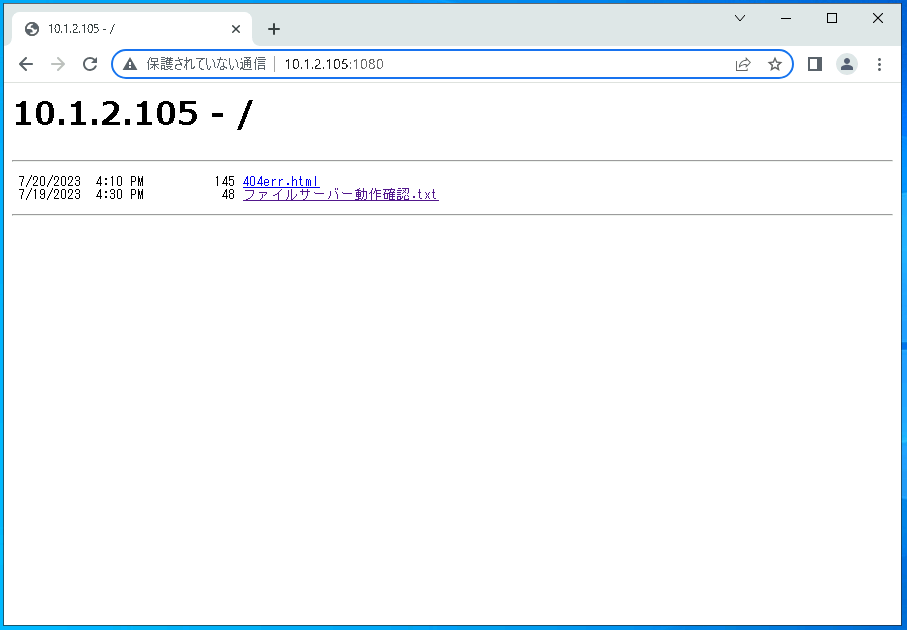 10.1.2.105 - /
保護されていない通信 10.1.2.105:1080
10.1.2.105 - /
7/20/2023 4:10 PM 145 404err.html
7/19/2023 4:30 PM 48 ファイルサーバー動作確認.txt